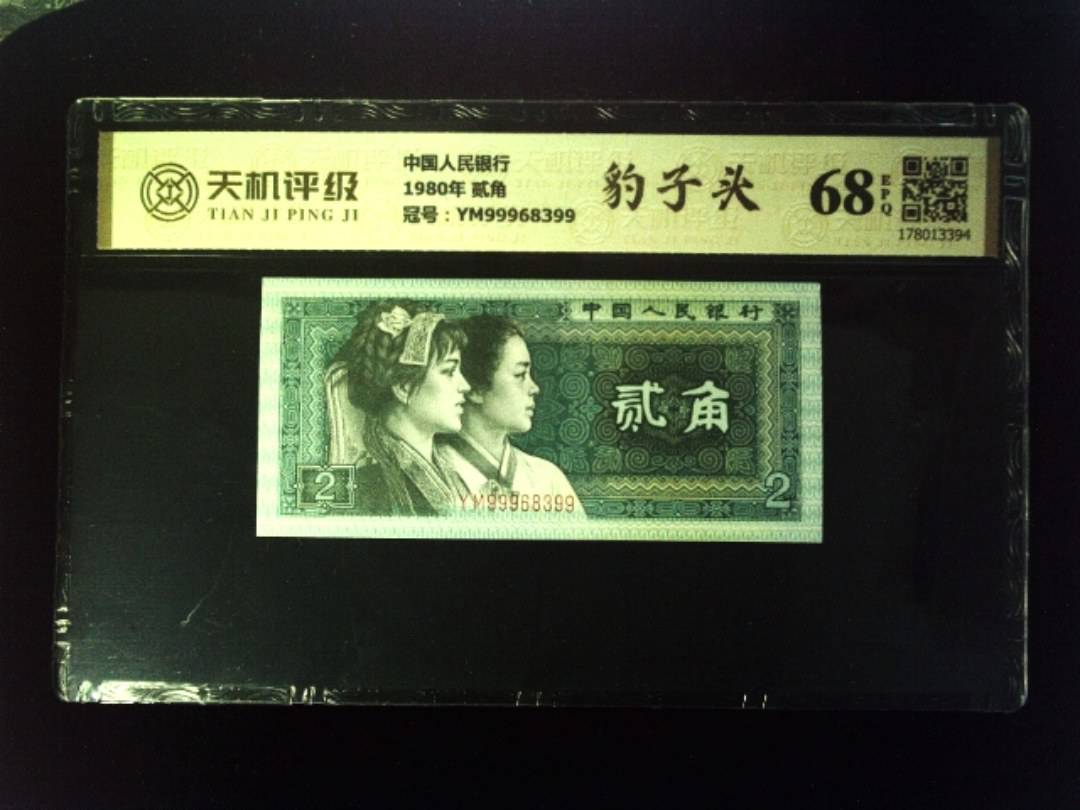 天机评级
TIAN JI PING JI
中国人民银行
1980年 贰角
冠号：YM99968399
豹子头
68
EPQ
178013394
中国人民银行
贰角
2
2
YM99968399